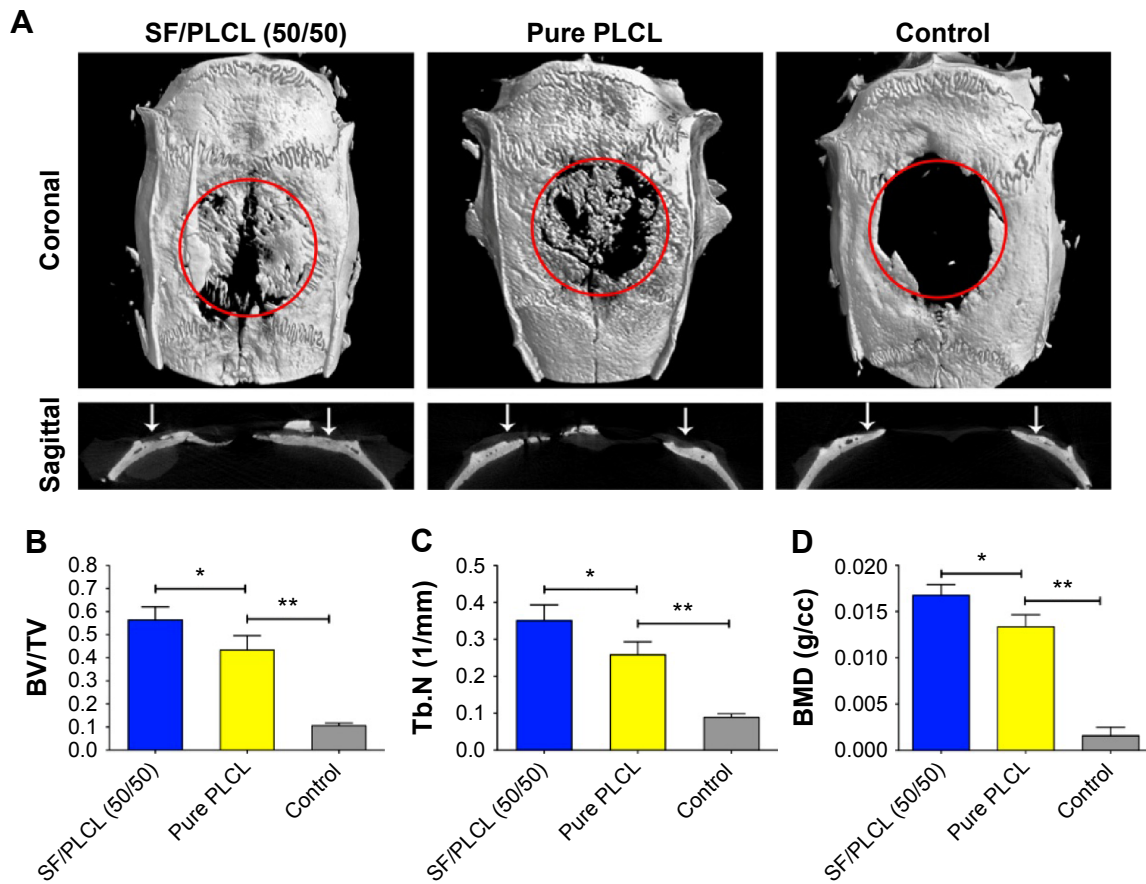 A
SF/PLCL (50/50)
Pure PLCL
Control
Coronal
Sagittal
B
BV/TV
0.8
0.7
0.6
0.5
0.4
0.3
0.2
0.1
0.0
*
**
SF/PLCL (50/50)
Pure PLCL
Control
C
Tb.N (1/mm)
0.5
0.4
0.3
0.2
0.1
0.0
*
**
SF/PLCL (50/50)
Pure PLCL
Control
D
BMD (g/cc)
0.020
0.015
0.010
0.005
0.000
*
**
SF/PLCL (50/50)
Pure PLCL
Control